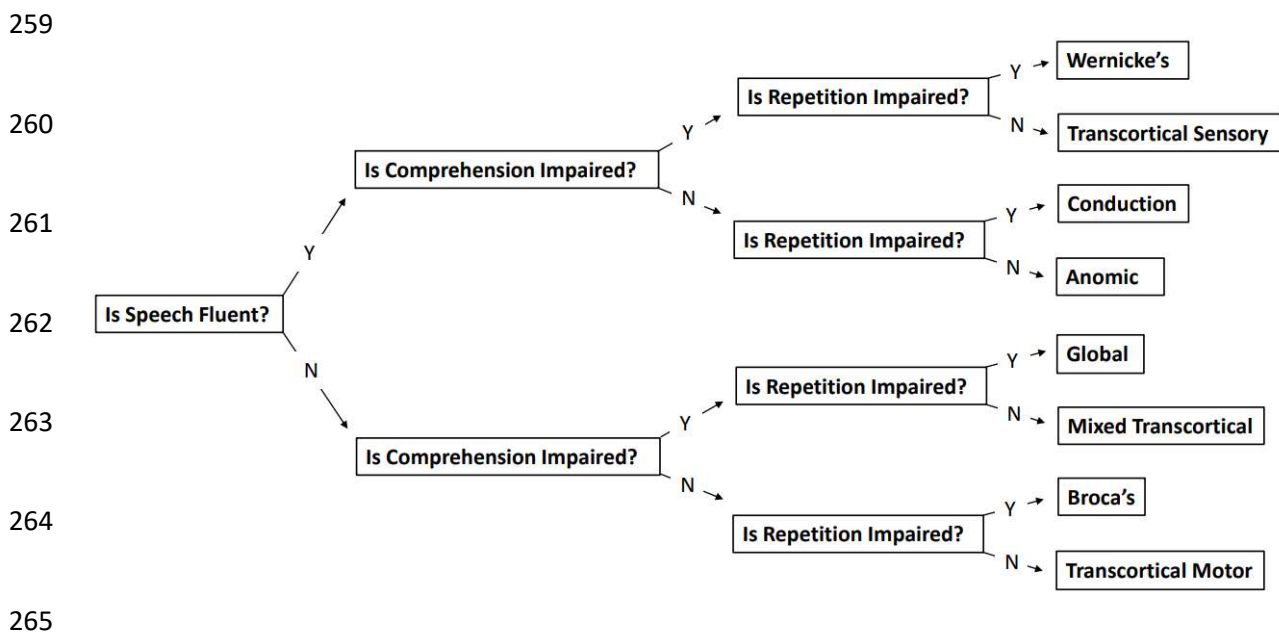 259
Wernicke's
Is Repetition Impaired?
Y
N
260
Transcortical Sensory
Y
Is Comprehension Impaired?
N
Conduction
261
Is Repetition Impaired?
Y
N
Y
Anomic
Is Speech Fluent?
262
N
Global
Is Repetition Impaired?
Y
N
263
Mixed Transcortical
Y
Is Comprehension Impaired?
N
Broca's
264
Is Repetition Impaired?
Y
N
Transcortical Motor
265